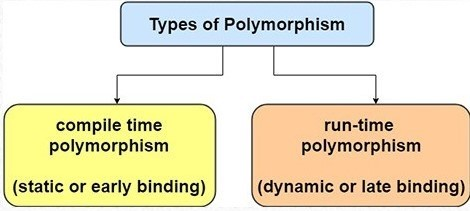 Types of Polymorphism
compile time
polymorphism
(static or early binding)
run-time
polymorphism
(dynamic or late binding)